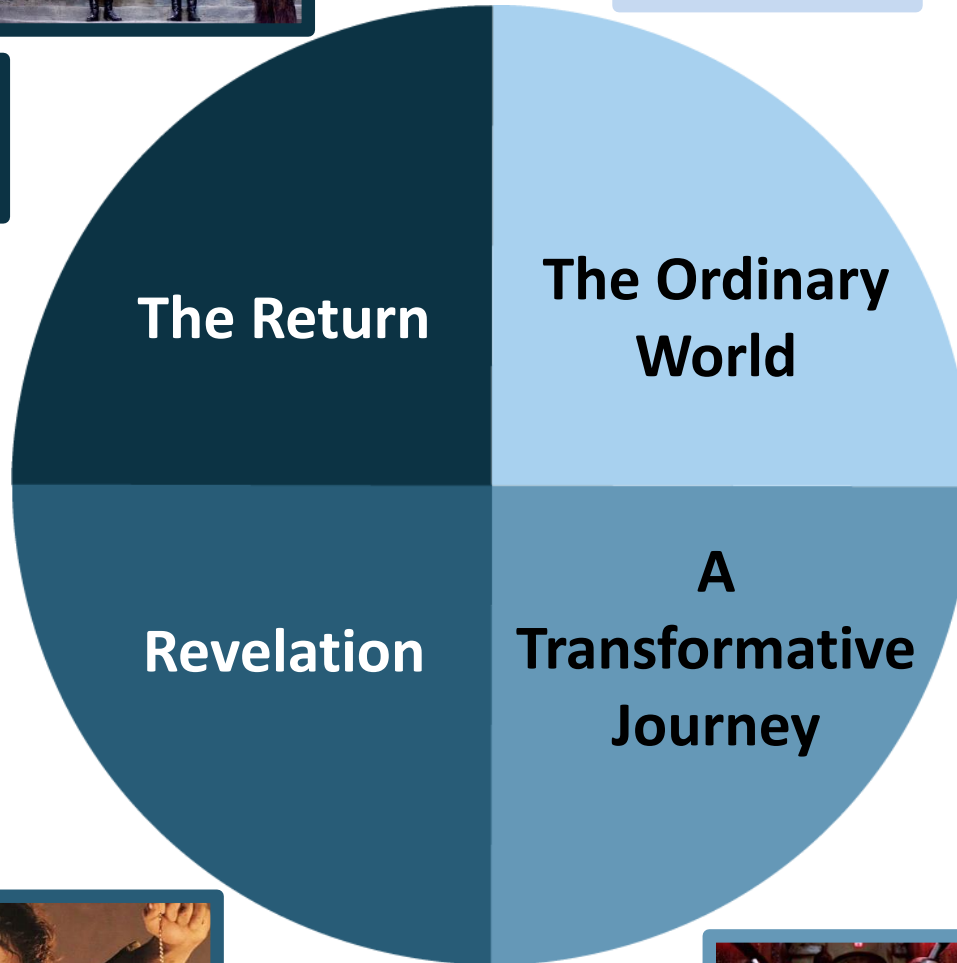 The Return
The Ordinary
World
Revelation
A
Transformative
Journey